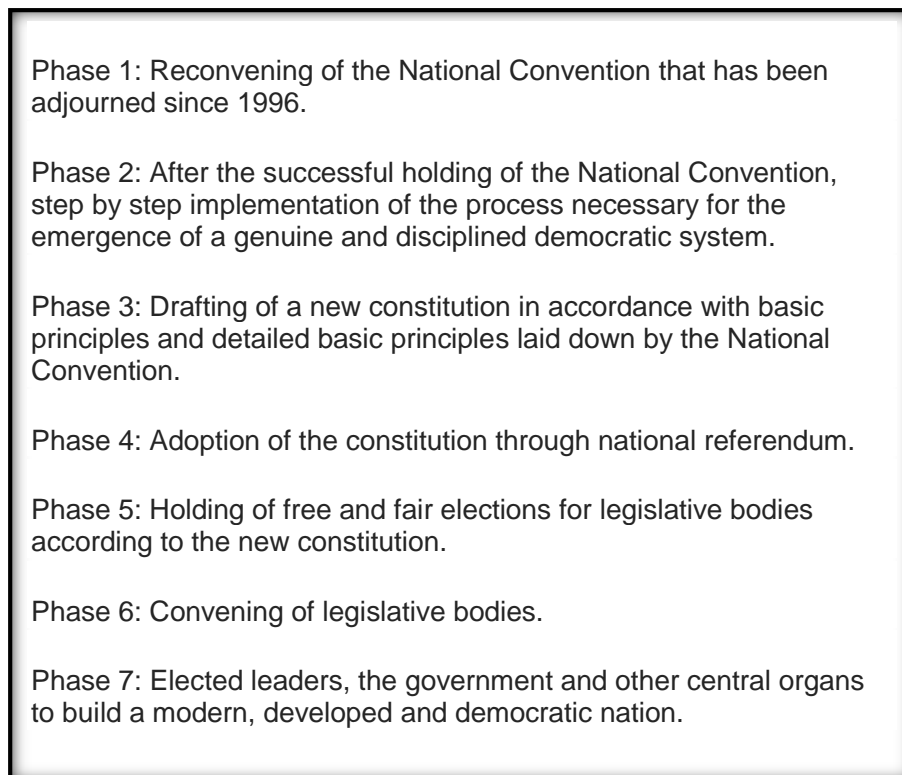 Phase 1: Reconvening of the National Convention that has been
adjourned since 1996.
Phase 2: After the successful holding of the National Convention,
step by step implementation of the process necessary for the
emergence of a genuine and disciplined democratic system.
Phase 3: Drafting of a new constitution in accordance with basic
principles and detailed basic principles laid down by the National
Convention.
Phase 4: Adoption of the constitution through national referendum.
Phase 5: Holding of free and fair elections for legislative bodies
according to the new constitution.
Phase 6: Convening of legislative bodies.
Phase 7: Elected leaders, the government and other central organs
to build a modern, developed and democratic nation.